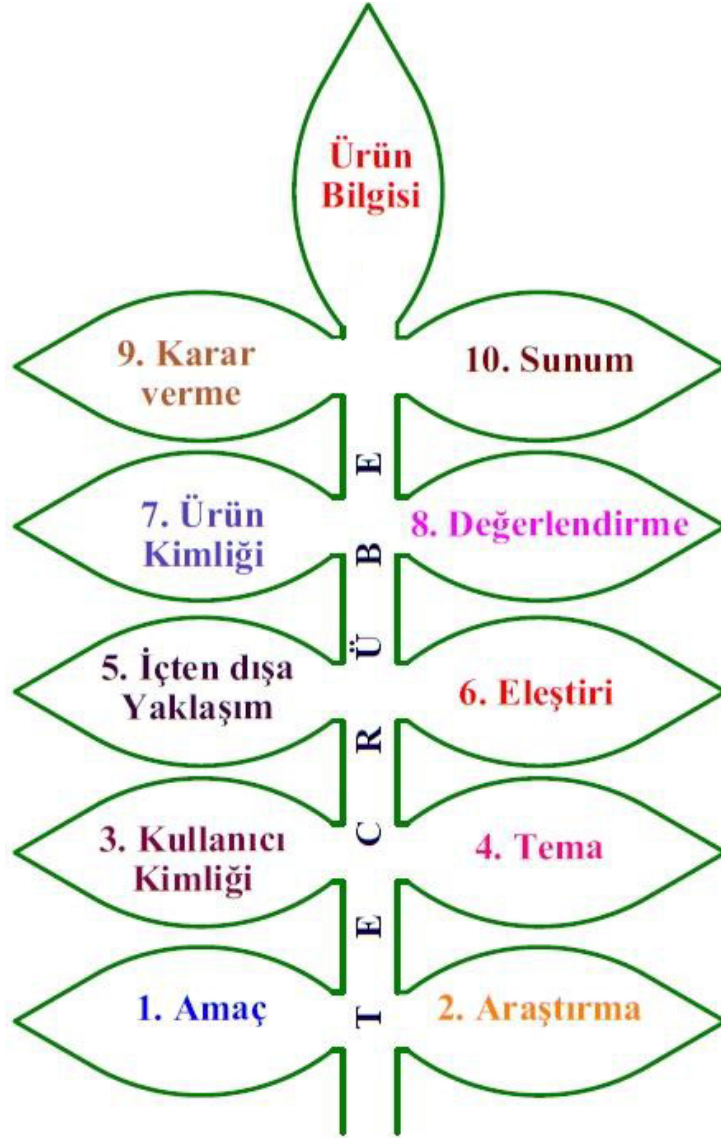 Ürün
Bilgisi
9. Karar
verme
10. Sunum
7. Ürün
Kimliği
8. Değerlendirme
5. İçten dışa
Yaklaşım
6. Eleştiri
3. Kullanıcı
Kimliği
4. Tema
1. Amaç
2. Araştırma
TECRÜBE